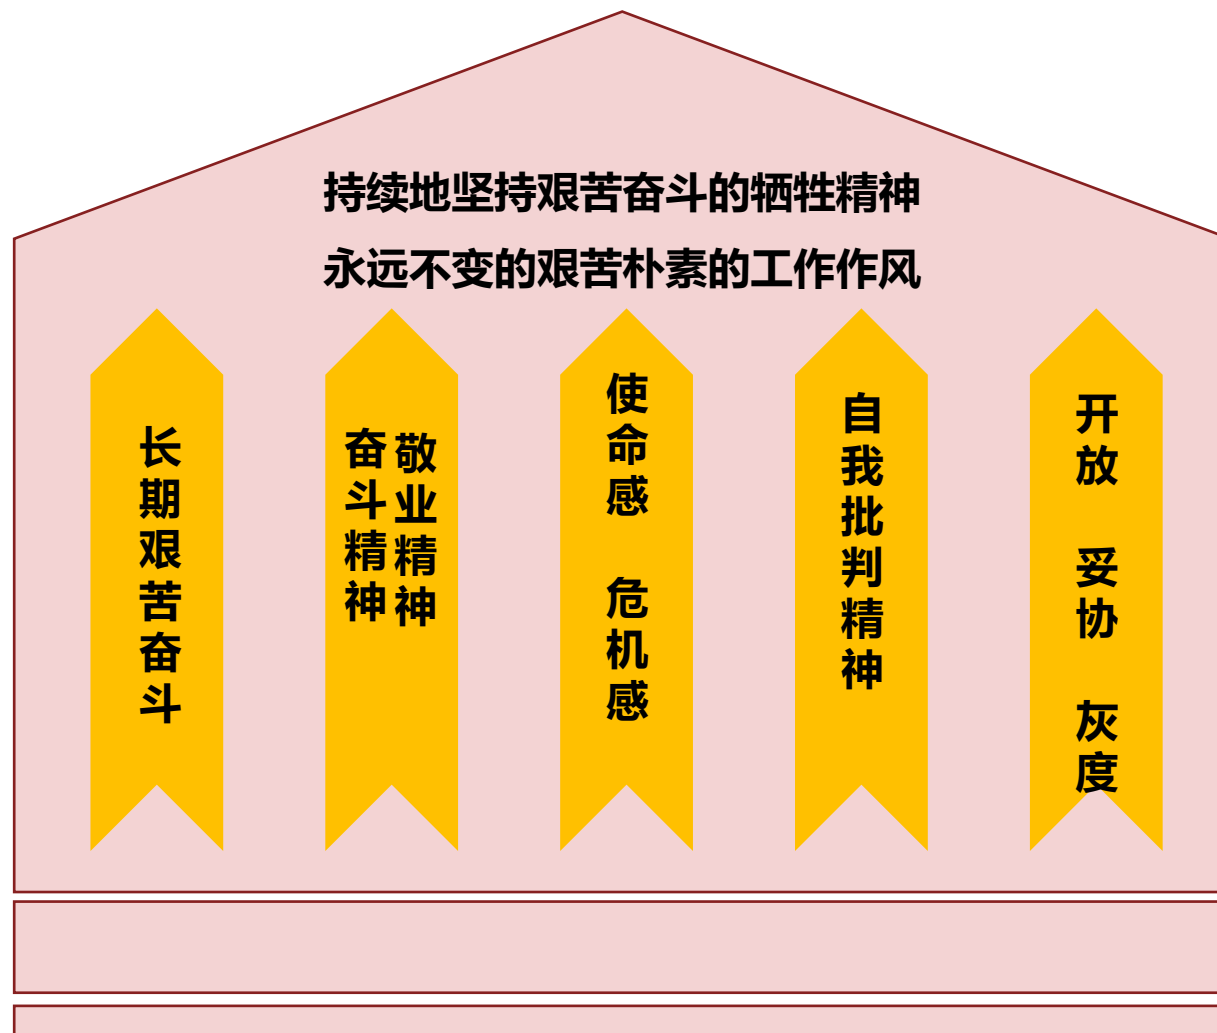 持续地坚持艰苦奋斗的牺牲精神
永远不变的艰苦朴素的工作作风
长期艰苦奋斗
敬业精神
奋斗精神
使命感 危机感
自我批判精神
开放 妥协 灰度